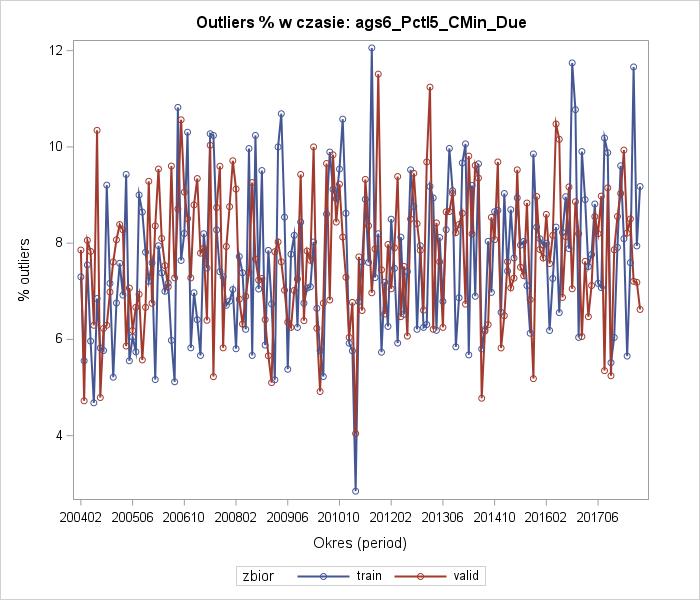 Outliers % w czasie: ags6_Pctl5_CMin_Due
% outliers
12
10
8
6
4
200402 200506 200610 200802 200906 201010 201202 201306 201410 201602 201706
Okres (period)
zbior train valid